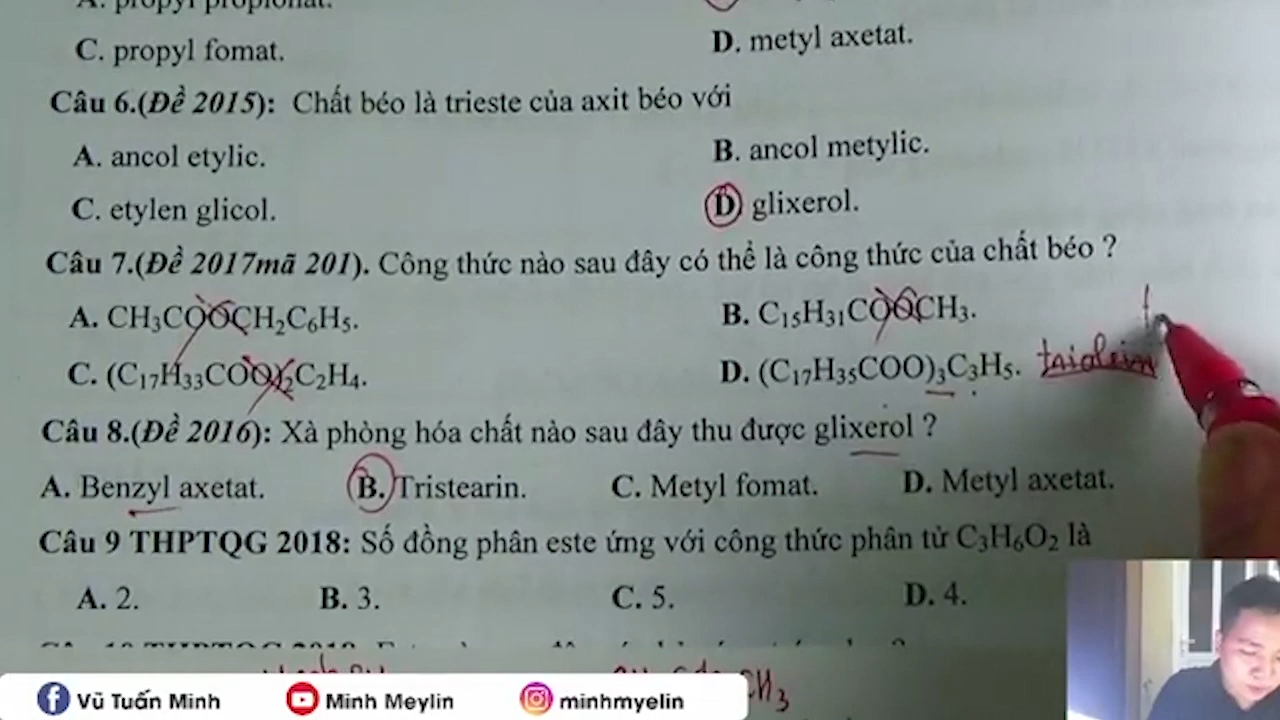 A. propyl propionat.
C. propyl fomat.
D. metyl axetat.
Câu 6.(Đề 2015): Chất béo là trieste của axit béo với
A. ancol etylic.
B. ancol metylic.
C. etylen glicol.
D glixerol.
Câu 7.(Đề 2017mã 201). Công thức nào sau đây có thể là công thức của chất béo ?
A. CH₃COOCH₂C₆H₅.
B. C₁₅H₃₁COOCH₃.
C. (C₁₇H₃₃COO)₂C₂H₄.
D. (C₁₇H₃₅COO)₃C₃H₅. triolein
Câu 8.(Đề 2016): Xà phòng hóa chất nào sau đây thu được glixerol ?
A. Benzyl axetat. B. Tristearin. C. Metyl fomat. D. Metyl axetat.
Câu 9 THPTQG 2018: Số đồng phân este ứng với công thức phân tử C₃H₆O₂ là
A. 2. B. 3. C. 5. D. 4.
Vũ Tuấn Minh Minh Meylin minhmyelin